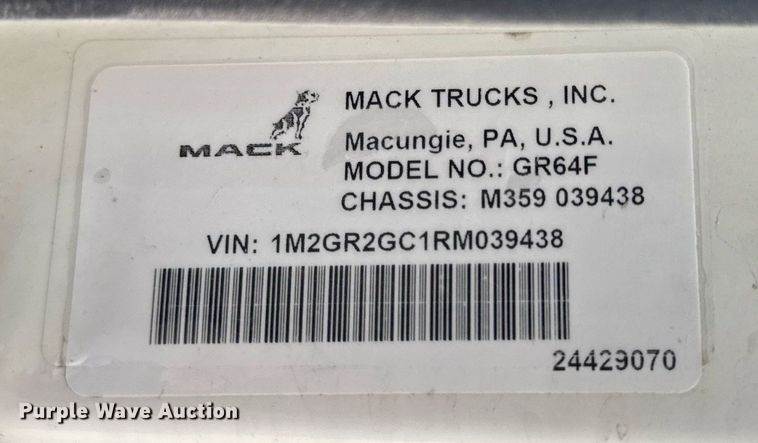 MACK TRUCKS , INC.
MACK
Macungie, PA, U.S.A.
MODEL NO.: GR64F
CHASSIS: M359 039438
VIN: 1M2GR2GC1RM039438
24429070
Purple Wave Auction